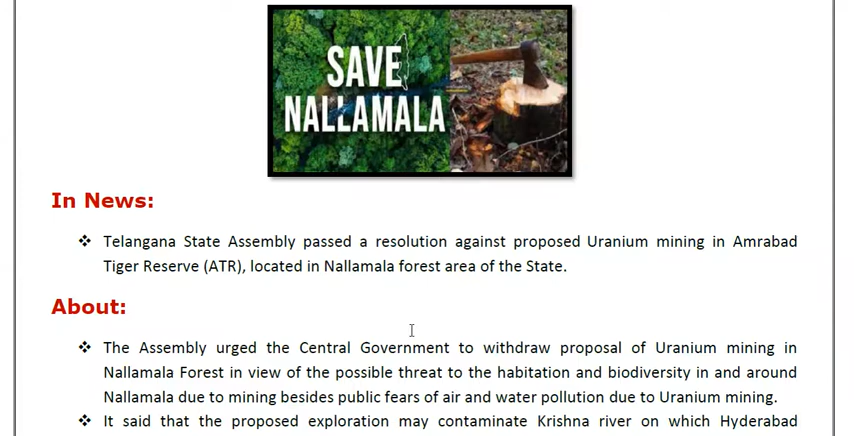 SAVE
NALLAMALA
In News:
❖ Telangana State Assembly passed a resolution against proposed Uranium mining in Amrabad
Tiger Reserve (ATR), located in Nallamala forest area of the State.
About:
❖ The Assembly urged the Central Government to withdraw proposal of Uranium mining in
Nallamala Forest in view of the possible threat to the habitation and biodiversity in and around
Nallamala due to mining besides public fears of air and water pollution due to Uranium mining.
❖ It said that the proposed exploration may contaminate Krishna river on which Hyderabad